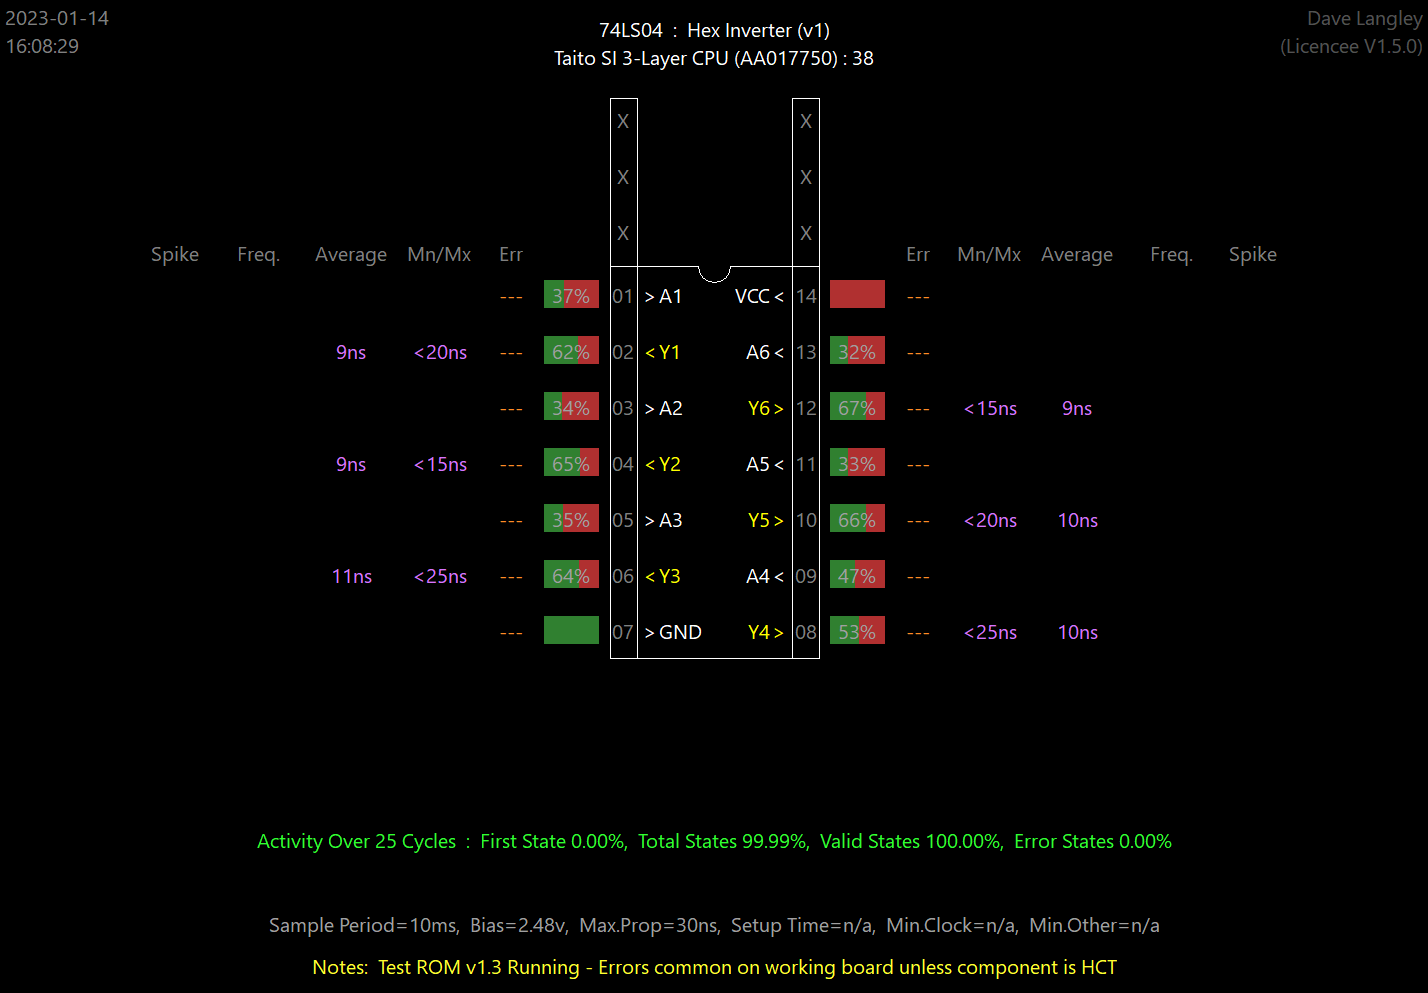 2023-01-14
16:08:29
74LS04 : Hex Inverter (v1)
Taito SI 3-Layer CPU (AA017750) : 38
Dave Langley
(Licencee V1.5.0)
X X
X X
X X
Spike Freq. Average Mn/Mx Err Err Mn/Mx Average Freq. Spike
--- 37% 01 >A1 VCC< 14 ---
9ns <20ns --- 62% 02 <Y1 A6< 13 32% ---
--- 34% 03 >A2 Y6> 12 67% --- <15ns 9ns
9ns <15ns --- 65% 04 <Y2 A5< 11 33% ---
--- 35% 05 >A3 Y5> 10 66% --- <20ns 10ns
11ns <25ns --- 64% 06 <Y3 A4< 09 47% ---
--- 07 >GND Y4> 08 53% --- <25ns 10ns
Activity Over 25 Cycles : First State 0.00%, Total States 99.99%, Valid States 100.00%, Error States 0.00%
Sample Period=10ms, Bias=2.48v, Max.Prop=30ns, Setup Time=n/a, Min.Clock=n/a, Min.Other=n/a
Notes: Test ROM v1.3 Running - Errors common on working board unless component is HCT